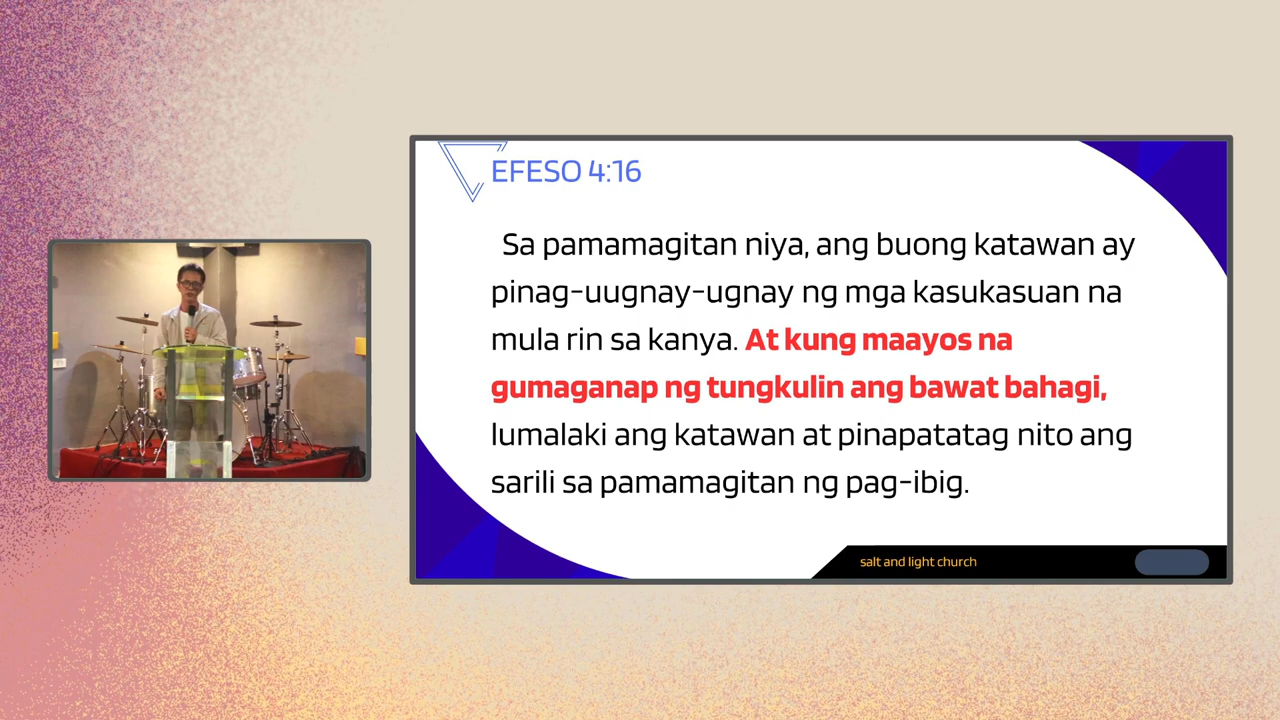 EFESO 4:16
Sa pamamagitan niya, ang buong katawan ay
pinag-uugnay-ugnay ng mga kasukasuan na
mula rin sa kanya. At kung maayos na
gumaganap ng tungkulin ang bawat bahagi,
lumalaki ang katawan at pinapatatag nito ang
sarili sa pamamagitan ng pag-ibig.
salt and light church